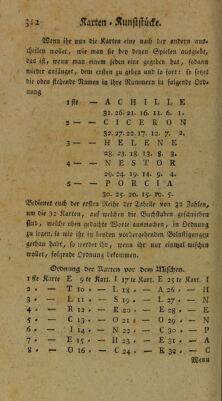 312 Karten-Kunststücke.
Wenn ihr nun die Karten eine nach der andern aus-
theilen wollet, wie man sie bey denen Spielen ausgiebt,
das ist, wenn man einem jeden eine gegeben hat, sodann
wieder anfänget, dem ersten zu geben und so fort: so setzet
die oben stehende Namen in ihre Nummern in folgende Ord-
nung
1ste — A C H I L L E
31. 26. 21. 16. 11. 6. 1.
2 — C I C E R O N
32. 27. 22. 17. 12. 7. 2.
3 — H E L E N E
28. 23. 18. 13. 8. 3.
4 — N E S T O R
29. 24. 19. 14. 9. 4.
5 — P O R C I A
30. 25. 20. 15. 10. 5.
Bedienet euch der ersten Reihe der Tabelle von 32 Zahlen,
um die 32 Karten, auf welchen die Buchstaben geschrieben
sind, welche oben gedachte Worte ausmachen, in Ordnung
zu legen, so wie ihr in beyden vorhergehenden Belustigungen
gethan habt, so werdet ihr, wenn ihr nur einmal mischen
wollet, folgende Ordnung bekommen.
Ordnung der Karten vor dem Mischen.
1ste Karte E 9te Kart. I 17te Kart. E 25te Kart. H
2 — T 10 — L 18 — A 26 — H
3 — L 11 — S 19 — L 27 — N
4 — R 12 — E 20 — E 28 — E
5 — C 13 — O 21 — O 29 — N
6 — I 14 — N 22 — C 30 — P
7 — E 15 — H 23 — E 31 — A
8 — O 16 — C 24 — R 32 — C
Wenn